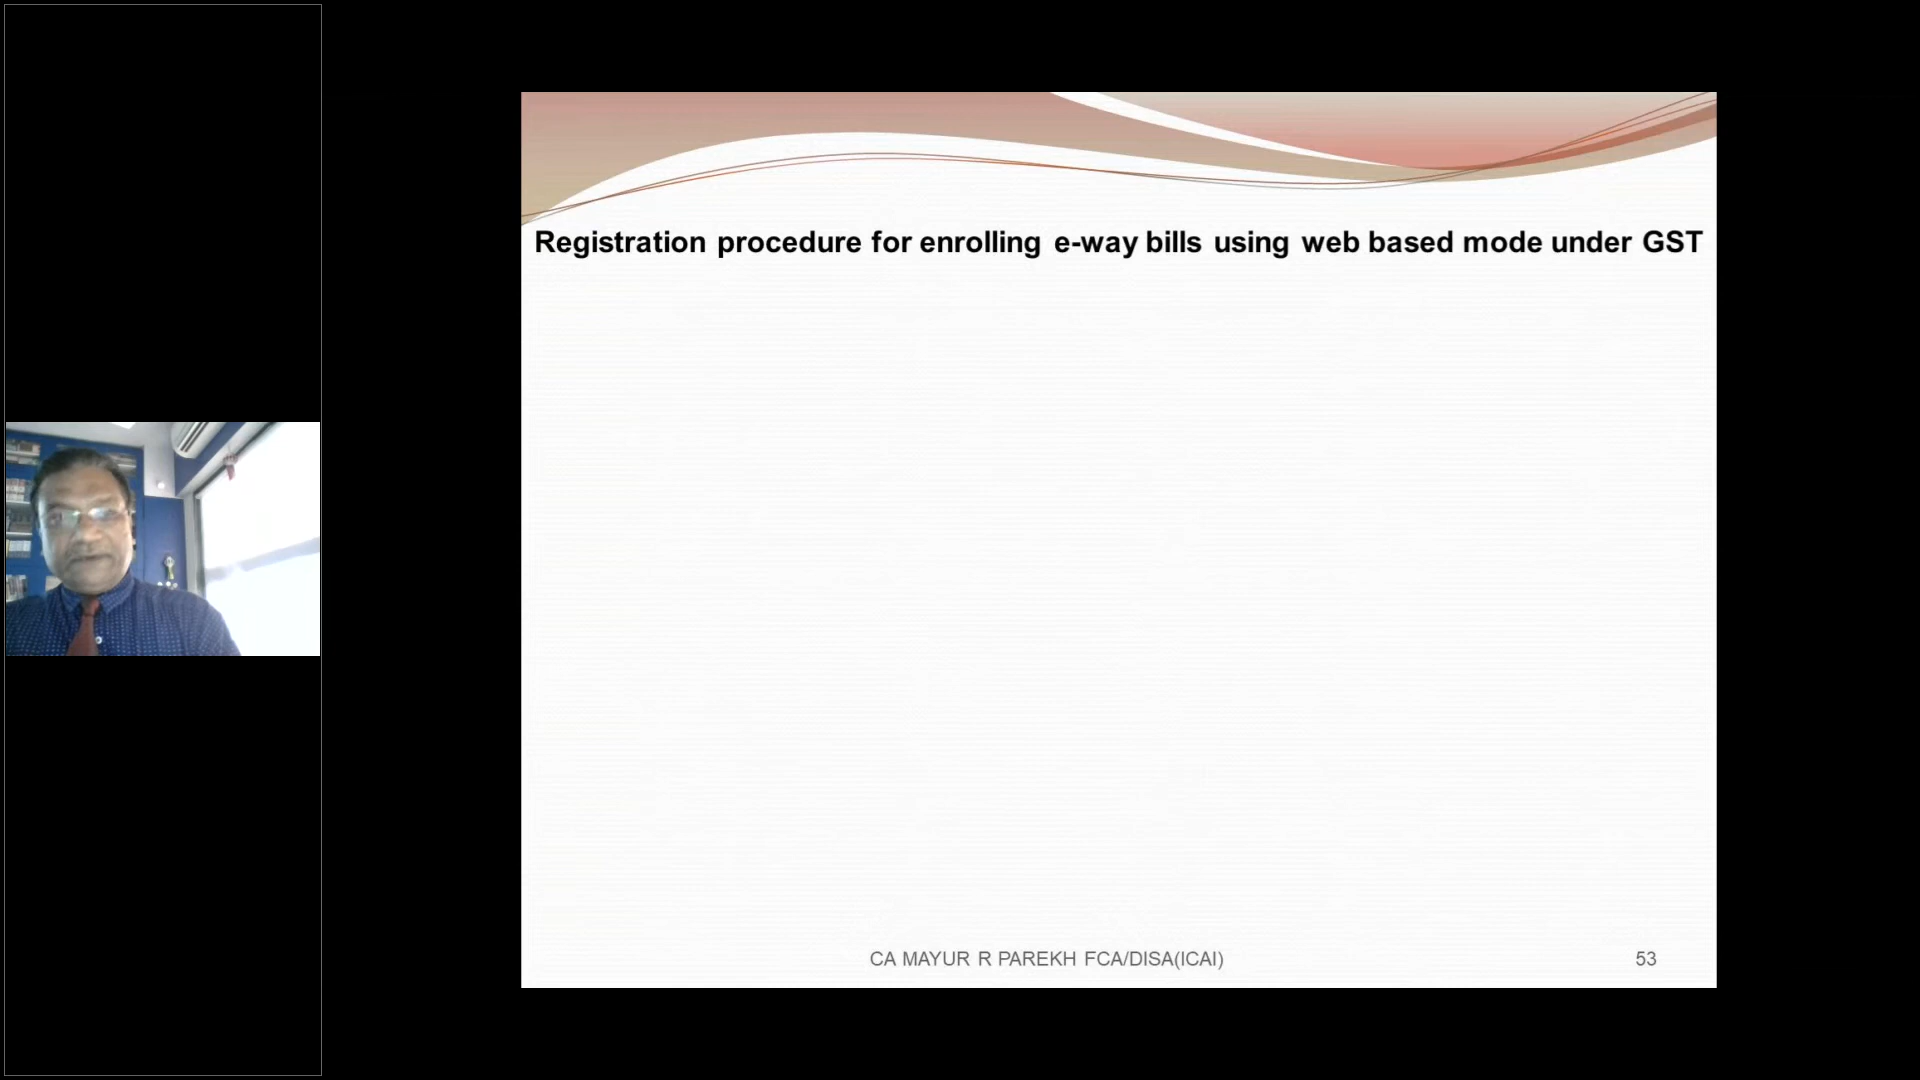 Registration procedure for enrolling e-way bills using web based mode under GST
CA MAYUR R PAREKH FCA/DISA(ICAI)
53